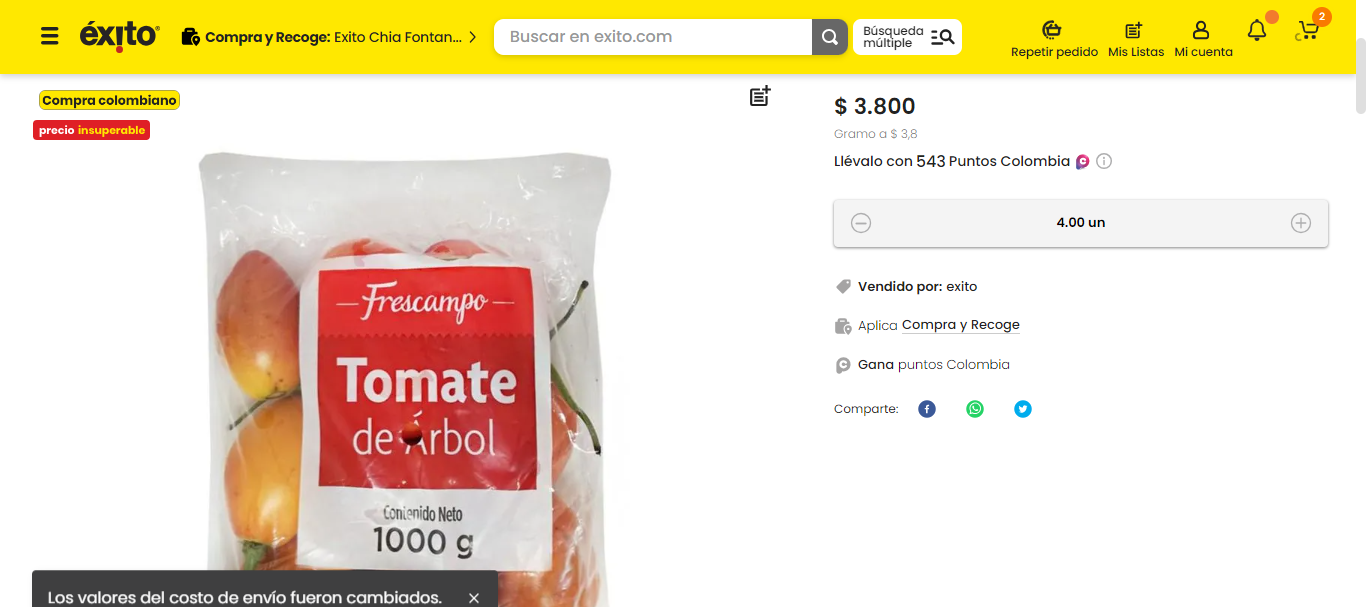 éxito
Compra y Recoge: Exito Chia Fontan...
Buscar en exito.com
Búsqueda
múltiple
Repetir pedido
Mis Listas
Mi cuenta
2
c
Compra colombiano
precio insuperable
Frescampo
Tomate
de Árbol
Contenido Neto
1000 g
$ 3.800
Gramo a $ 3,8
Llévalo con 543 Puntos Colombia
4.00 un
Vendido por: exito
Aplica Compra y Recoge
Gana puntos Colombia
Comparte:
Los valores del costo de envío fueron cambiados.